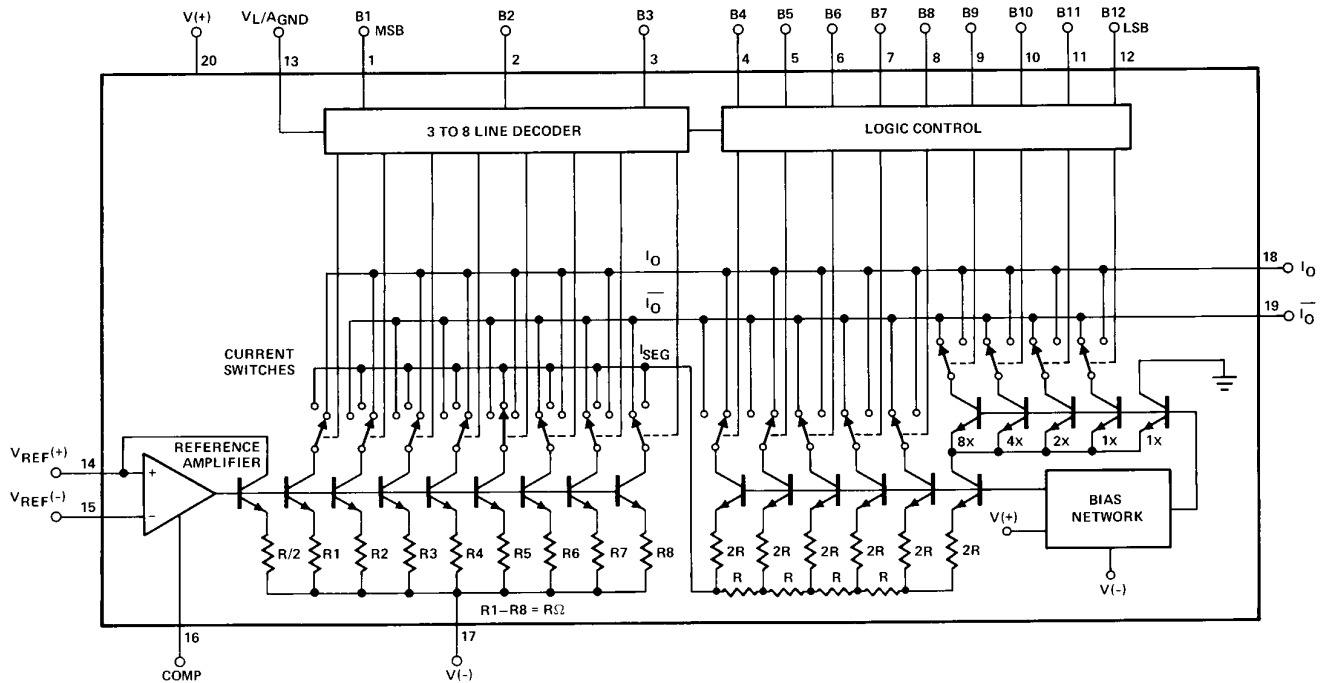 V(+) VL/AGND B1 B2 B3 B4 B5 B6 B7 B8 B9 B10 B11 B12
MSB LSB
20 13 1 2 3 4 5 6 7 8 9 10 11 12
3 TO 8 LINE DECODER
LOGIC CONTROL
IO
18 IO
IO
19 IO
CURRENT
SWITCHES
ISEG
VREF(+) 14
REFERENCE
AMPLIFIER
+
8x 4x 2x 1x 1x
VREF(-) 15
−
BIAS
NETWORK
V(+)
R/2 R1 R2 R3 R4 R5 R6 R7 R8
2R 2R 2R 2R 2R 2R
R R R R
V(-)
R1–R8 = RΩ
16 17
COMP
V(-)